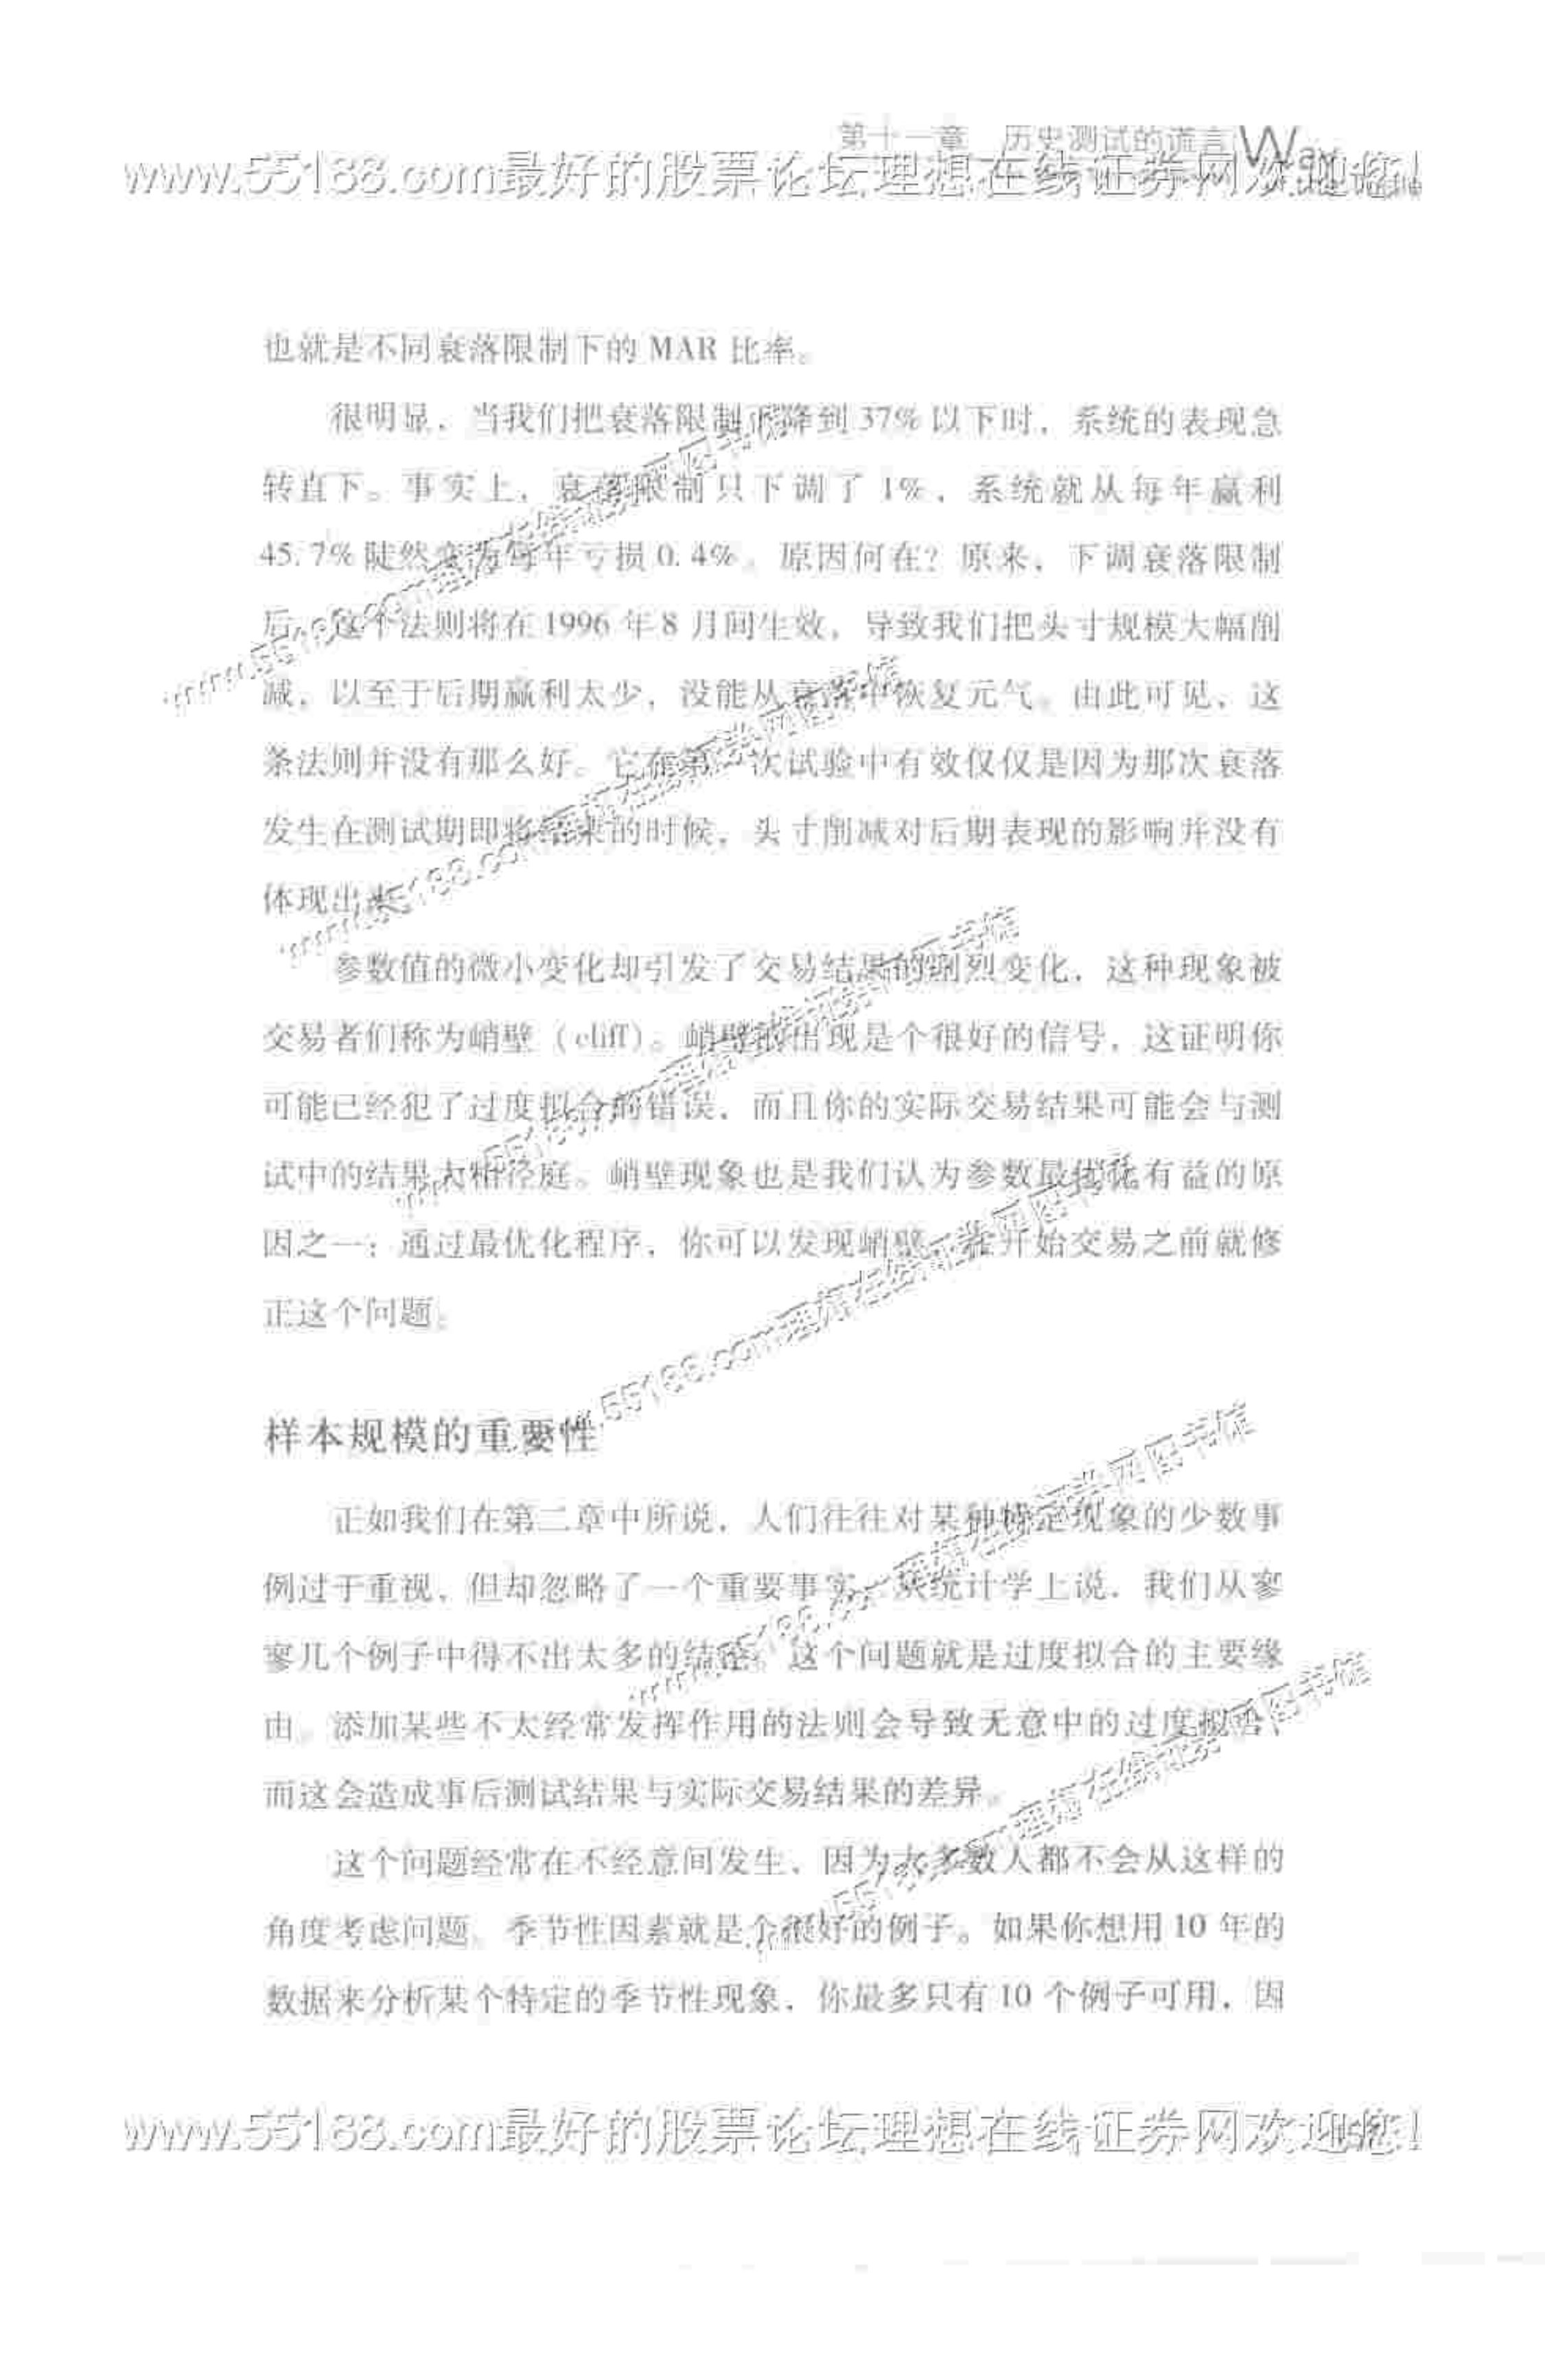 第十一章 历史测试的谎言 Way
www.55188.com最好的股票论坛理想在线证券网欢迎您!
也就是不同衰落限制下的 MAR 比率。
很明显，当我们把衰落限制下降到 37% 以下时，系统的表现急
转直下。事实上，衰落限制只下调了 1%，系统就从每年赢利
45.7% 陡然变为每年亏损 0.4%。原因何在？原来，下调衰落限制
后，这个法则将在 1996 年 8 月间生效，导致我们把头寸规模大幅削
减，以至于后期赢利太少，没能从衰落中恢复元气。由此可见，这
条法则并没有那么好。它在第一次试验中有效仅仅是因为那次衰落
发生在测试期即将结束的时候，头寸削减对后期表现的影响并没有
体现出来。
参数值的微小变化却引发了交易结果的剧烈变化，这种现象被
交易者们称为峭壁（cliff）。峭壁的出现是个很好的信号，这证明你
可能已经犯了过度拟合的错误，而且你的实际交易结果可能会与测
试中的结果大相径庭。峭壁现象也是我们认为参数最优化有益的原
因之一：通过最优化程序，你可以发现峭壁，在开始交易之前就修
正这个问题。
样本规模的重要性
正如我们在第二章中所说，人们往往对某种特定现象的少数事
例过于重视，但却忽略了一个重要事实：从统计学上说，我们从寥
寥几个例子中得不出太多的结论。这个问题就是过度拟合的主要缘
由。添加某些不太经常发挥作用的法则会导致无意中的过度拟合，
而这会造成事后测试结果与实际交易结果的差异。
这个问题经常在不经意间发生，因为大多数人都不会从这样的
角度考虑问题。季节性因素就是个很好的例子。如果你想用 10 年的
数据来分析某个特定的季节性现象，你最多只有 10 个例子可用，因
www.55188.com最好的股票论坛理想在线证券网欢迎您!